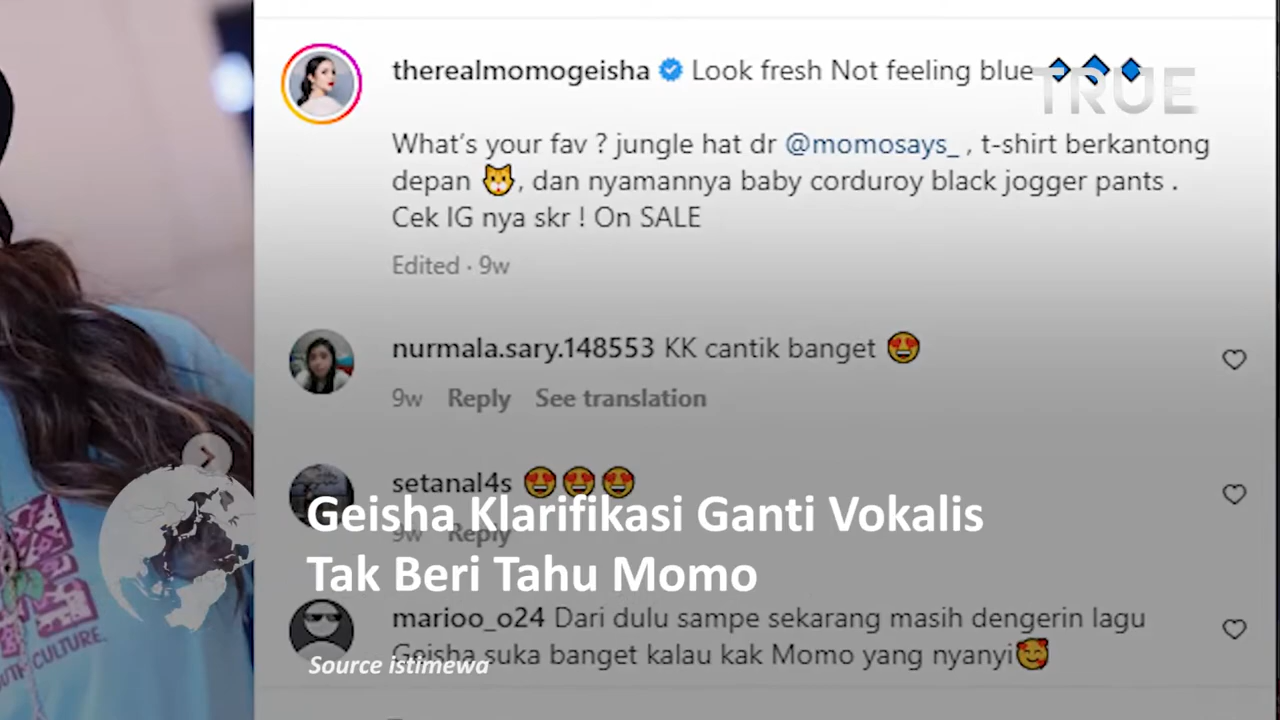 therealmomogeisha Look fresh Not feeling blue 🔹🔹🔹
TRUE
What's your fav ? jungle hat dr @momosays_ , t-shirt berkantong
depan 🐱, dan nyamannya baby corduroy black jogger pants .
Cek IG nya skr ! On SALE
Edited · 9w
nurmala.sary.148553 KK cantik banget 😍
9w Reply See translation
setanal4s 😍😍😍
9w Reply
Geisha Klarifikasi Ganti Vokalis
Tak Beri Tahu Momo
marioo_o24 Dari dulu sampe sekarang masih dengerin lagu
Geisha suka banget kalau kak Momo yang nyanyi🥰
Source istimewa
CULTURE.